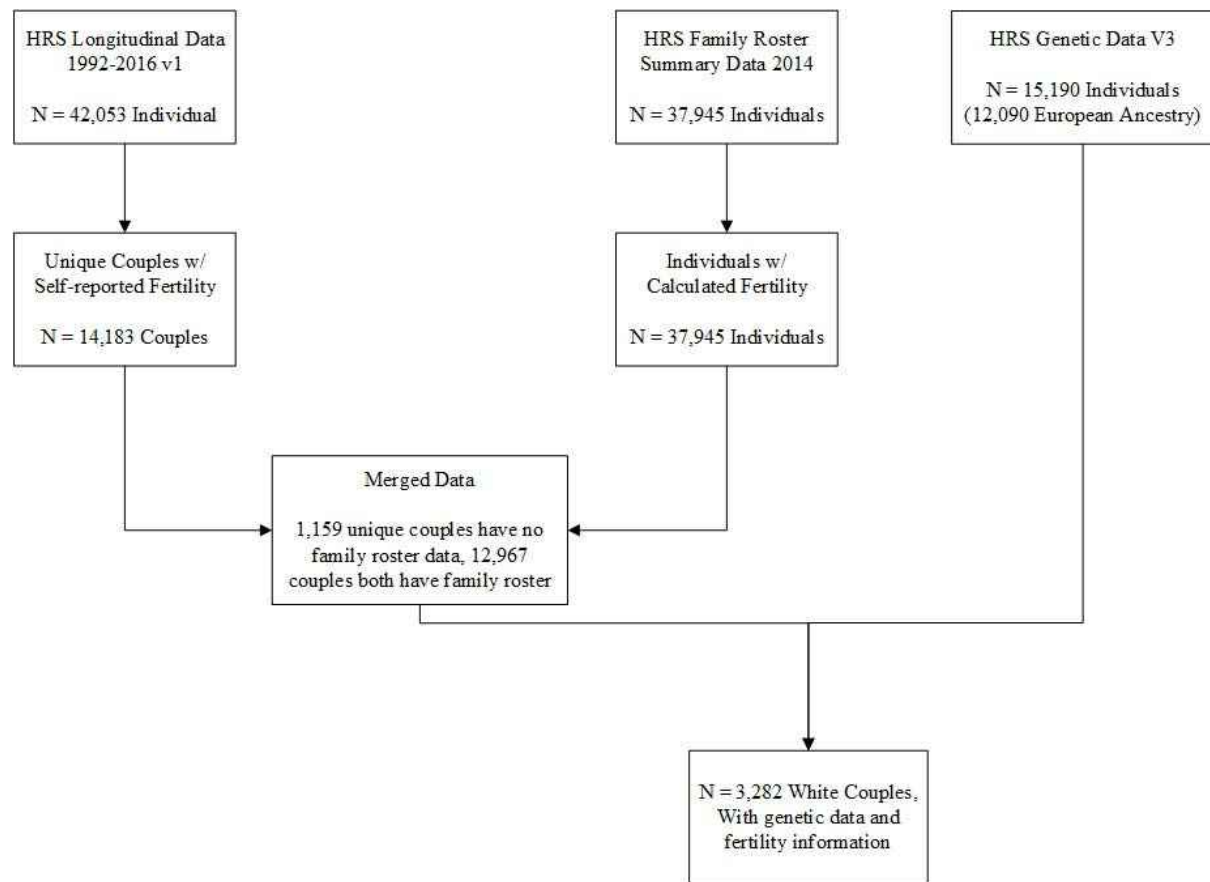 HRS Longitudinal Data
1992-2016 v1
N = 42,053 Individual
HRS Family Roster
Summary Data 2014
N = 37,945 Individuals
HRS Genetic Data V3
N = 15,190 Individuals
(12,090 European Ancestry)
Unique Couples w/
Self-reported Fertility
N = 14,183 Couples
Individuals w/
Calculated Fertility
N = 37,945 Individuals
Merged Data
1,159 unique couples have no
family roster data, 12,967
couples both have family roster
N = 3,282 White Couples,
With genetic data and
fertility information